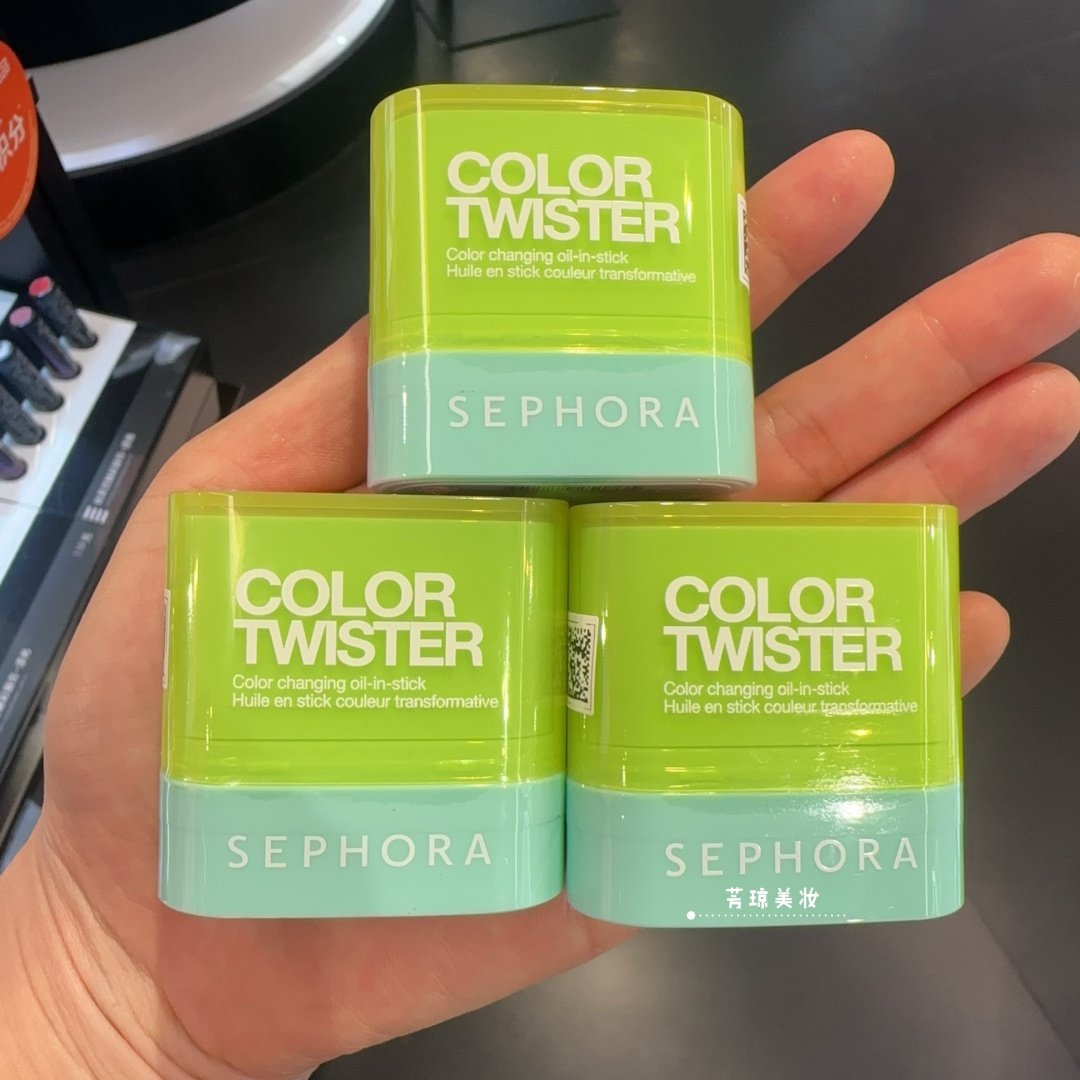 积分
COLOR
TWISTER
Color changing oil-in-stick
Huile en stick couleur transformative
SEPHORA
COLOR
TWISTER
Color changing oil-in-stick
Huile en stick couleur transformative
SEPHORA
COLOR
TWISTER
Color changing oil-in-stick
Huile en stick couleur transformative
SEPHORA
芳琼美妆